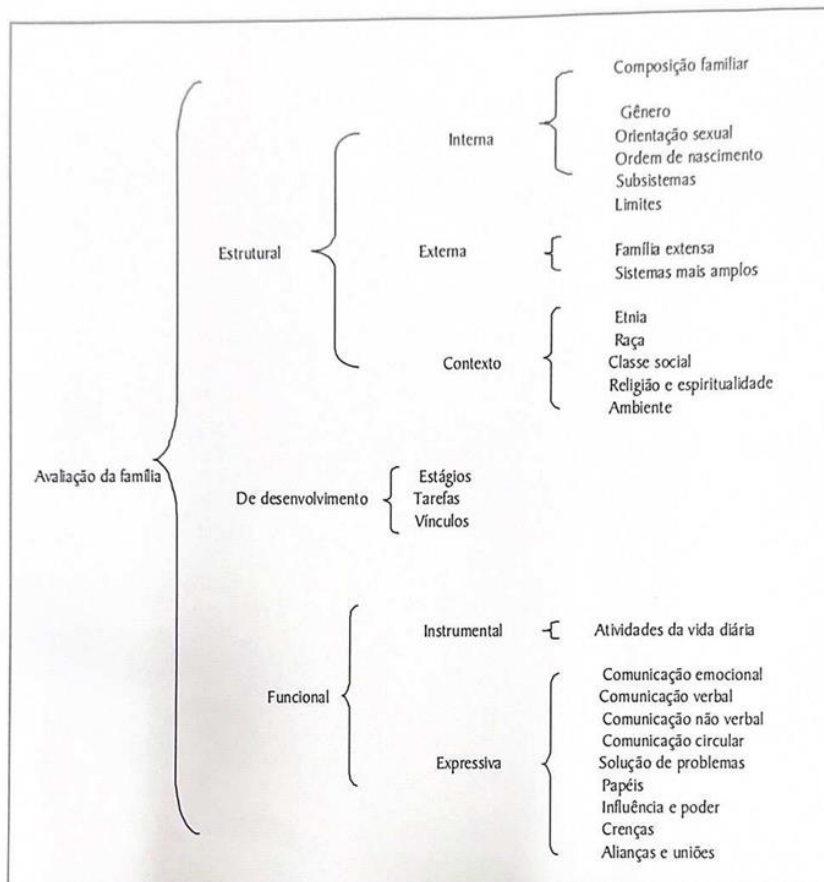 Composição familiar
Gênero
Interna
Orientação sexual
Ordem de nascimento
Subsistemas
Limites
Estrutural
Externa
Família extensa
Sistemas mais amplos
Etnia
Raça
Contexto
Classe social
Religião e espiritualidade
Ambiente
Avaliação da família
De desenvolvimento
Estágios
Tarefas
Vínculos
Instrumental
Atividades da vida diária
Funcional
Comunicação emocional
Comunicação verbal
Comunicação não verbal
Comunicação circular
Expressiva
Solução de problemas
Papéis
Influência e poder
Crenças
Alianças e uniões